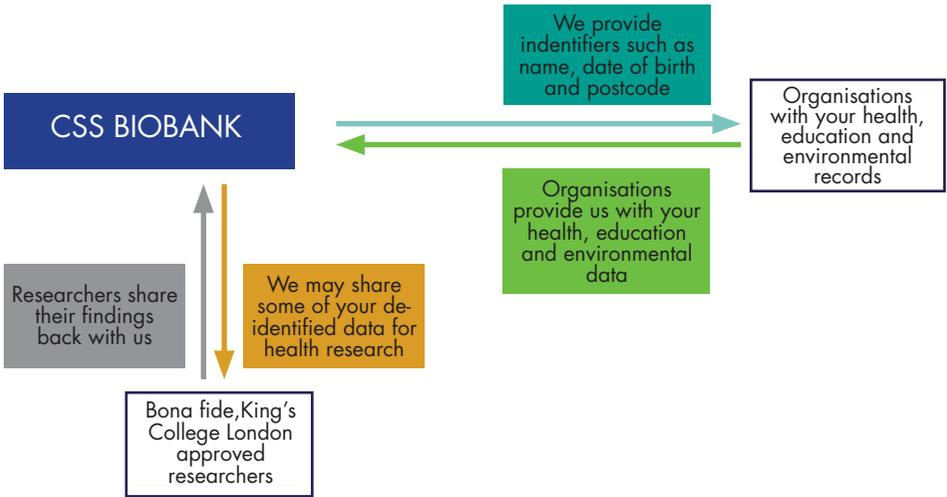 We provide
indentifiers such as
name, date of birth
and postcode
CSS BIOBANK
Organisations
with your health,
education and
environmental
records
Organisations
provide us with your
health, education
and environmental
data
Researchers share
their findings
back with us
We may share
some of your de-
identified data for
health research
Bona fide,King's
College London
approved
researchers